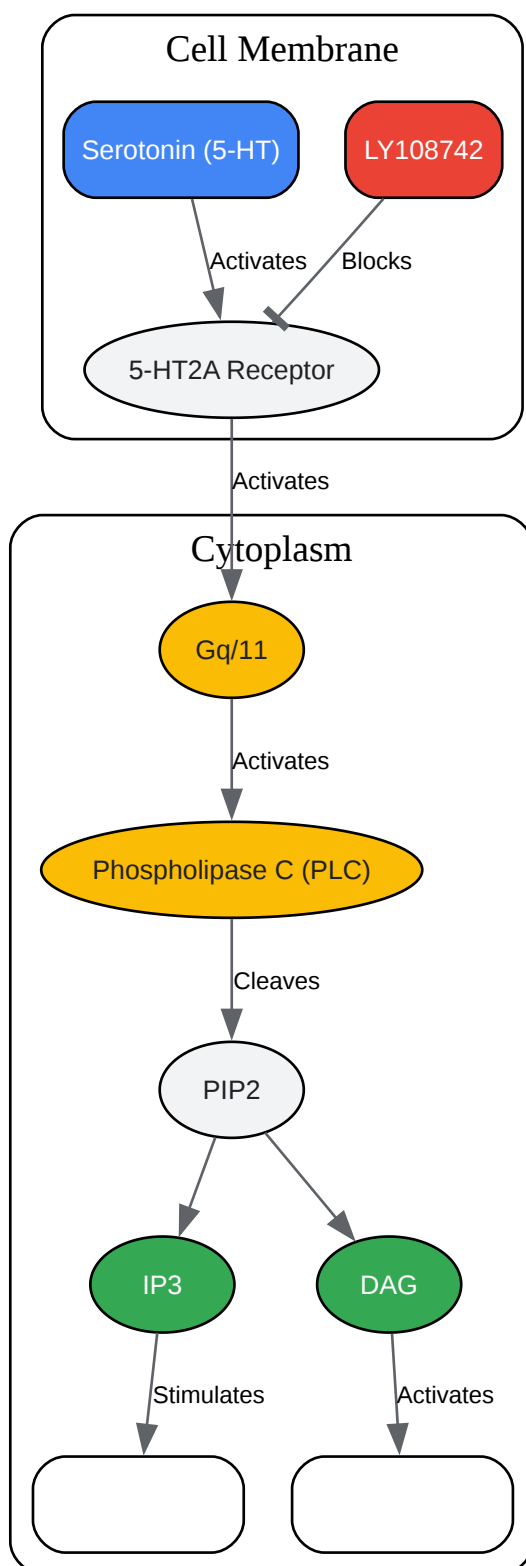 Cell Membrane
Serotonin (5-HT)
LY108742
Activates
Blocks
5-HT2A Receptor
Activates
Cytoplasm
Gq/11
Activates
Phospholipase C (PLC)
Cleaves
PIP2
IP3
DAG
Stimulates
Activates